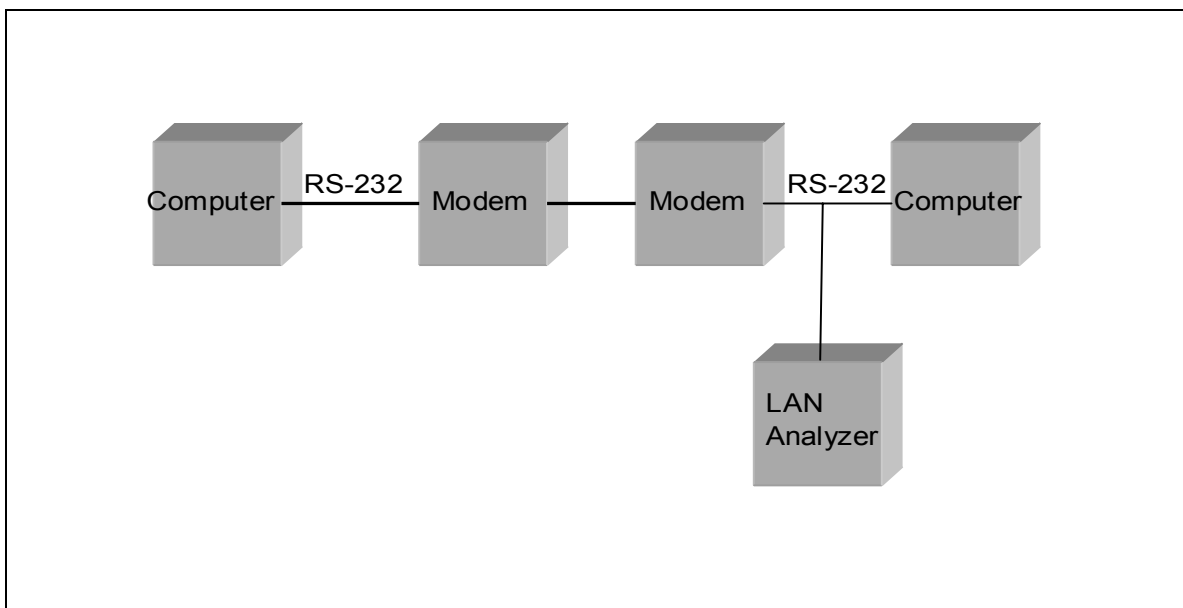 RS-232
RS-232
Computer
Modem
Modem
Computer
LAN
Analyzer